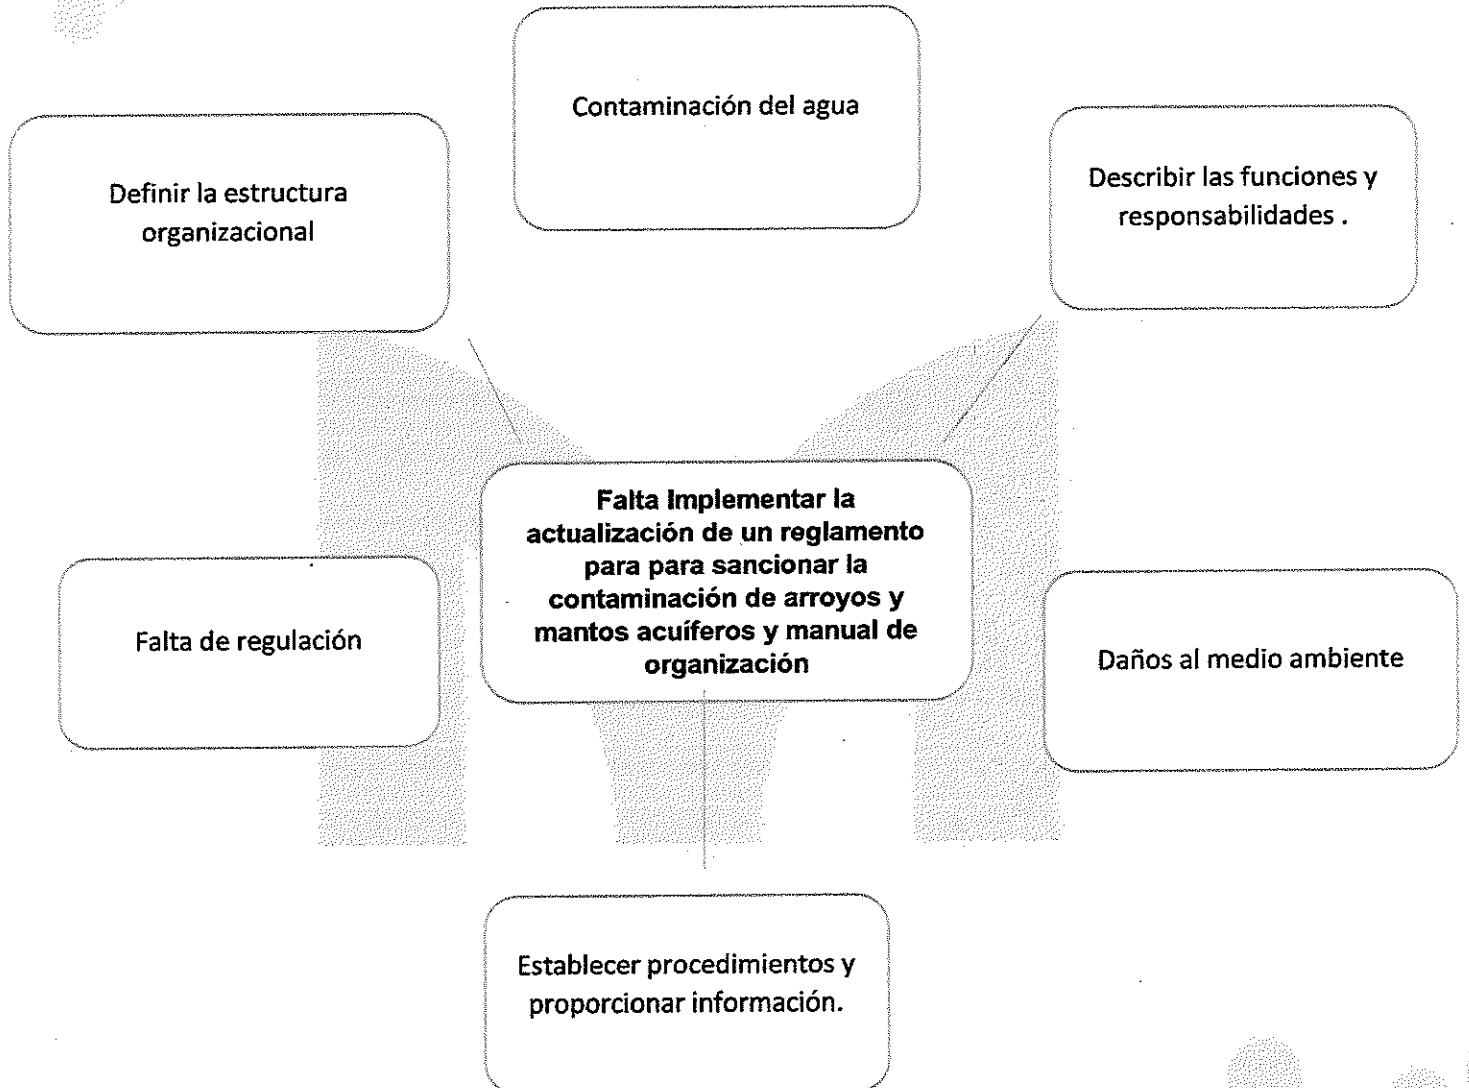 Contaminación del agua
Definir la estructura
organizacional
Describir las funciones y
responsabilidades .
Falta Implementar la
actualización de un reglamento
para para sancionar la
contaminación de arroyos y
mantos acuíferos y manual de
organización
Falta de regulación
Daños al medio ambiente
Establecer procedimientos y
proporcionar información.